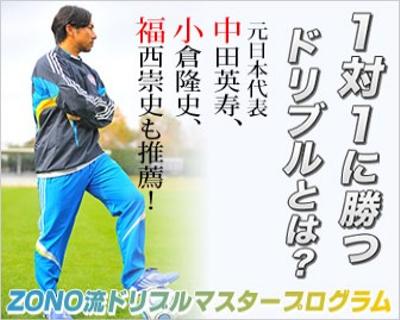 1対1に勝つ
ドリブルとは?
元日本代表
中田英寿、
小倉隆史、
福西崇史も推薦!
ZONO流ドリブルマスタープログラム